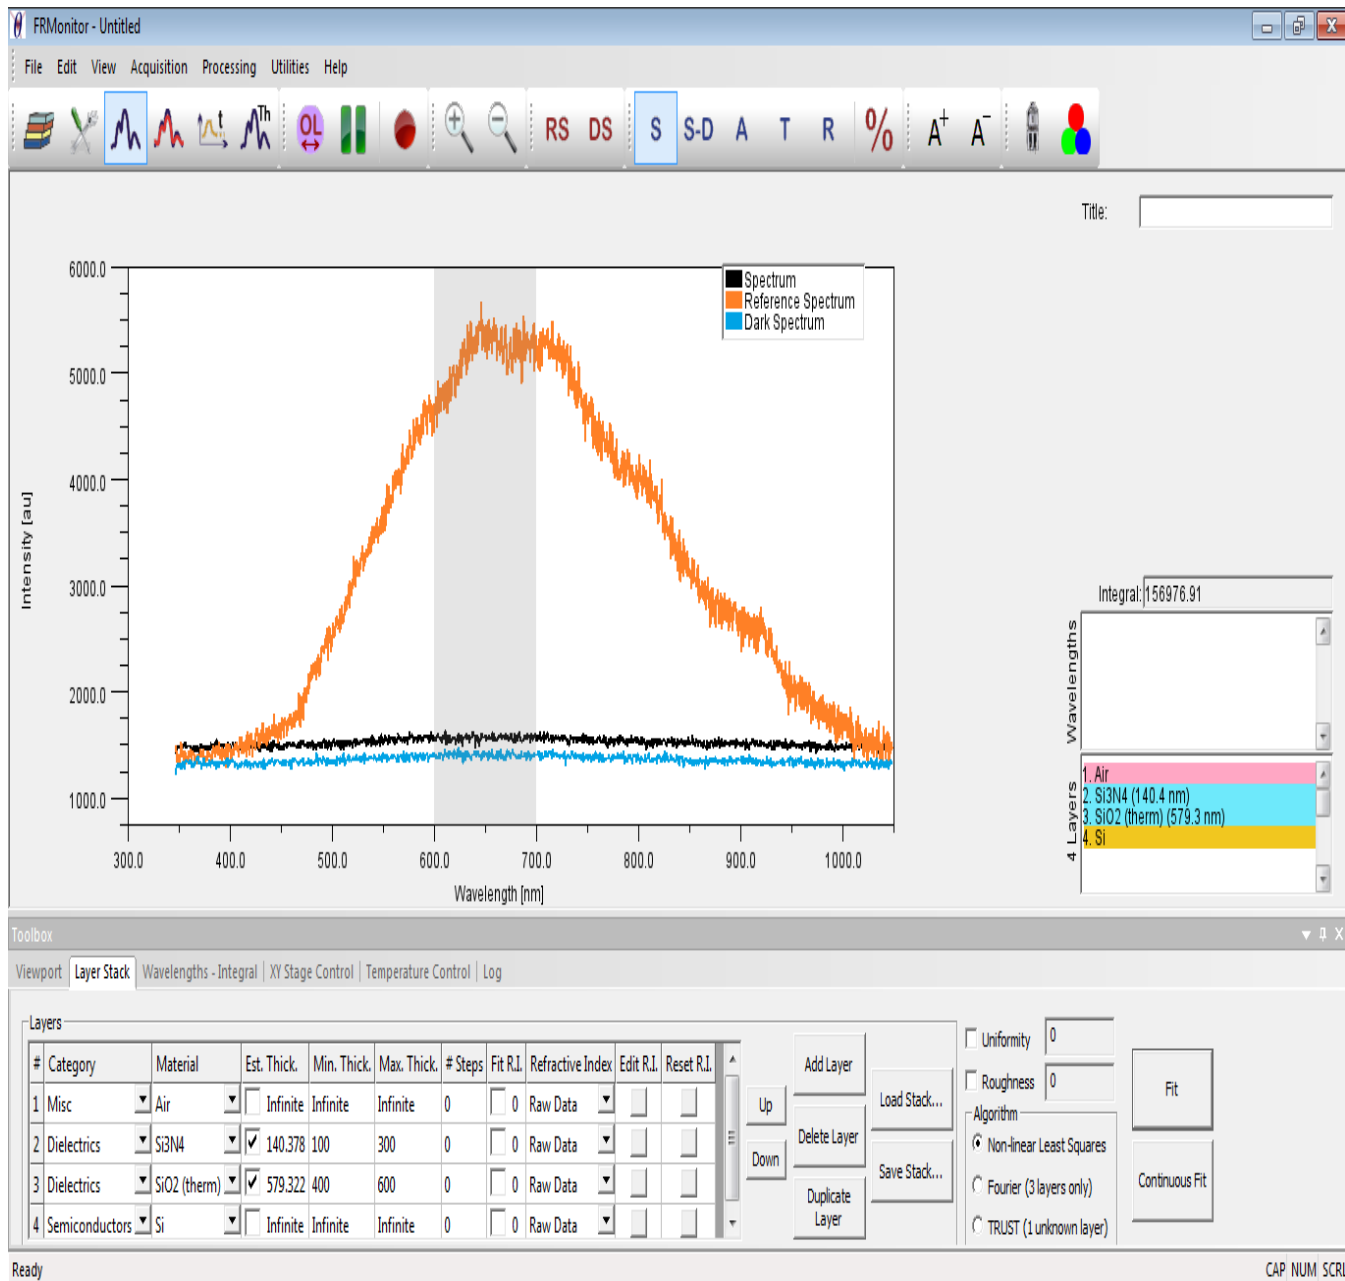 FRMonitor - Untitled
File Edit View Acquisition Processing Utilities Help
t Th OL RS DS S S-D A T R % A+ A-
Title:
6000.0
5000.0
4000.0
3000.0
2000.0
1000.0
Intensity [au]
Spectrum
Reference Spectrum
Dark Spectrum
300.0 400.0 500.0 600.0 700.0 800.0 900.0 1000.0
Wavelength [nm]
Integral: 156976.91
Wavelengths
4 Layers
1. Air
2. Si3N4 (140.4 nm)
3. SiO2 (therm) (579.3 nm)
4. Si
Toolbox
Viewport Layer Stack Wavelengths - Integral XY Stage Control Temperature Control Log
Layers
# Category Material Est. Thick. Min. Thick. Max. Thick. # Steps Fit R.I. Refractive Index Edit R.I. Reset R.I.
1 Misc Air Infinite Infinite Infinite 0 0 Raw Data
2 Dielectrics Si3N4 140.378 100 300 0 0 Raw Data
3 Dielectrics SiO2 (therm) 579.322 400 600 0 0 Raw Data
4 Semiconductors Si Infinite Infinite Infinite 0 0 Raw Data
Up
Down
Add Layer
Delete Layer
Duplicate
Layer
Load Stack...
Save Stack...
Uniformity 0
Roughness 0
Algorithm
Non-linear Least Squares
Fourier (3 layers only)
TRUST (1 unknown layer)
Fit
Continuous Fit
Ready
CAP NUM SCRL